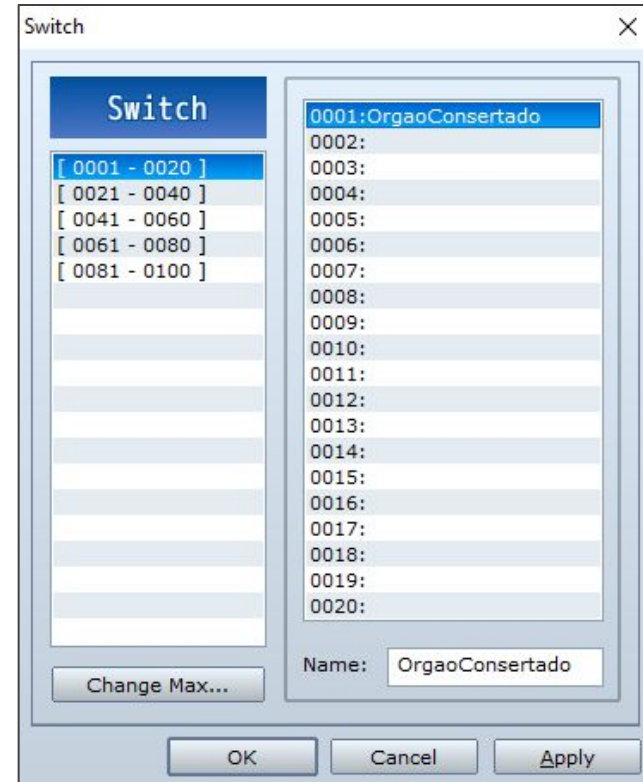 Switch
Switch
[ 0001 - 0020 ]
[ 0021 - 0040 ]
[ 0041 - 0060 ]
[ 0061 - 0080 ]
[ 0081 - 0100 ]
Change Max...
0001:OrgaoConsertado
0002:
0003:
0004:
0005:
0006:
0007:
0008:
0009:
0010:
0011:
0012:
0013:
0014:
0015:
0016:
0017:
0018:
0019:
0020:
Name: OrgaoConsertado
OK Cancel Apply